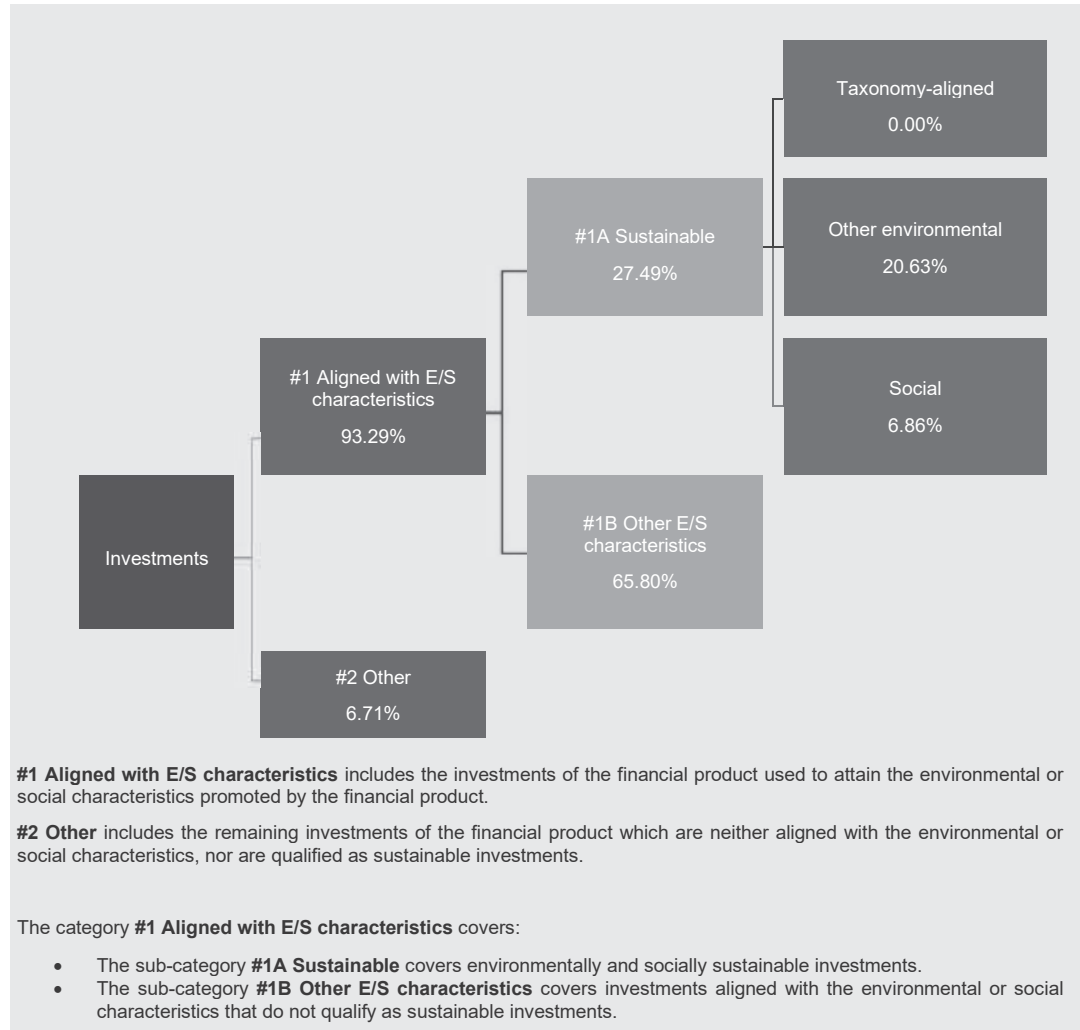 Taxonomy-aligned
0.00%
#1A Sustainable
27.49%
Other environmental
20.63%
#1 Aligned with E/S
characteristics
93.29%
Social
6.86%
Investments
#1B Other E/S
characteristics
65.80%
#2 Other
6.71%
#1 Aligned with E/S characteristics includes the investments of the financial product used to attain the environmental or
social characteristics promoted by the financial product.
#2 Other includes the remaining investments of the financial product which are neither aligned with the environmental or
social characteristics, nor are qualified as sustainable investments.
The category #1 Aligned with E/S characteristics covers:
• The sub-category #1A Sustainable covers environmentally and socially sustainable investments.
• The sub-category #1B Other E/S characteristics covers investments aligned with the environmental or social
characteristics that do not qualify as sustainable investments.